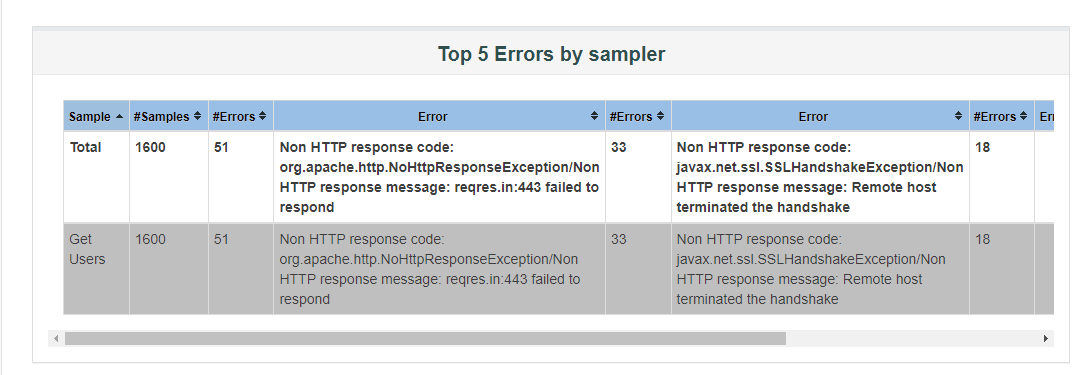 Top 5 Errors by sampler
Sample #Samples #Errors Error #Errors Error #Errors Er
Total 1600 51 Non HTTP response code: 33 Non HTTP response code: 18
org.apache.http.NoHttpResponseException/Non javax.net.ssl.SSLHandshakeException/Non
HTTP response message: reqres.in:443 failed to HTTP response message: Remote host
respond terminated the handshake
Get 1600 51 Non HTTP response code: 33 Non HTTP response code: 18
Users org.apache.http.NoHttpResponseException/Non javax.net.ssl.SSLHandshakeException/Non
HTTP response message: reqres.in:443 failed to HTTP response message: Remote host
respond terminated the handshake